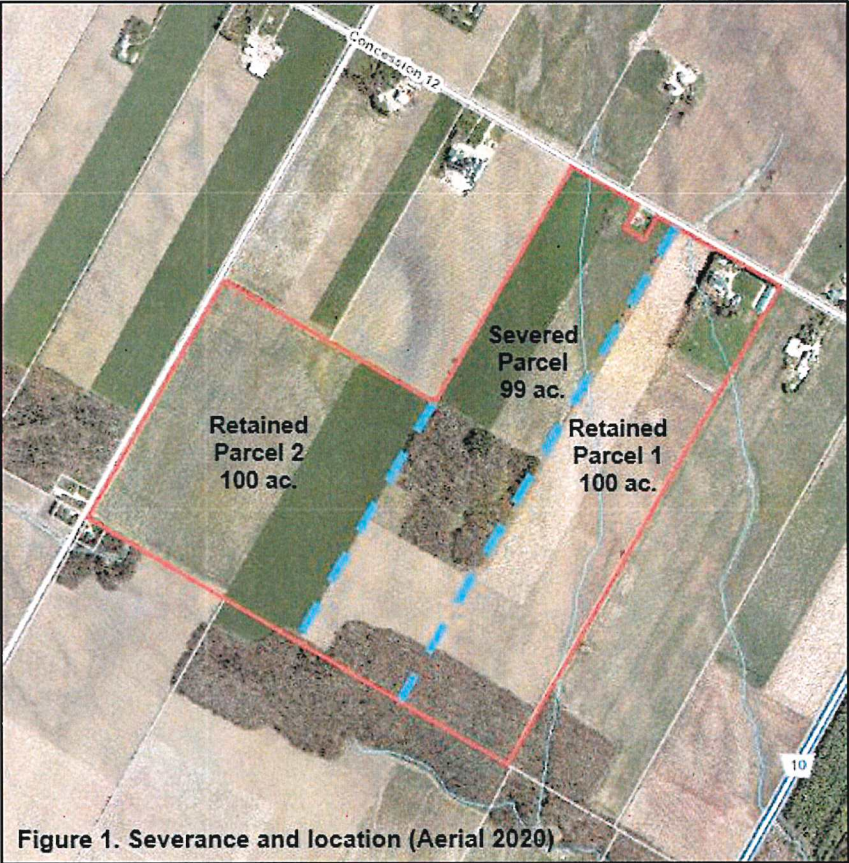 Concession 12
Severed
Parcel
99 ac.
Retained
Parcel 2
100 ac.
Retained
Parcel 1
100 ac.
10
Figure 1. Severance and location (Aerial 2020)